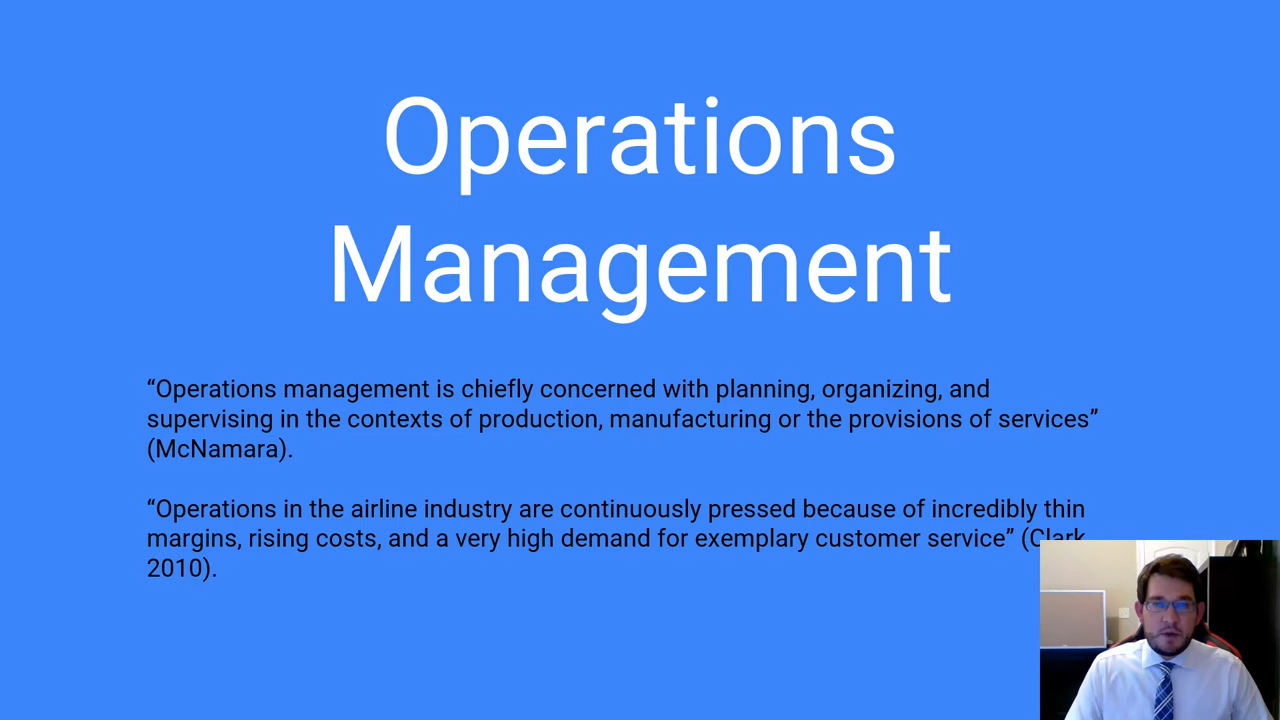 Operations
Management
“Operations management is chiefly concerned with planning, organizing, and
supervising in the contexts of production, manufacturing or the provisions of services”
(McNamara).
“Operations in the airline industry are continuously pressed because of incredibly thin
margins, rising costs, and a very high demand for exemplary customer service” (Clark
2010).